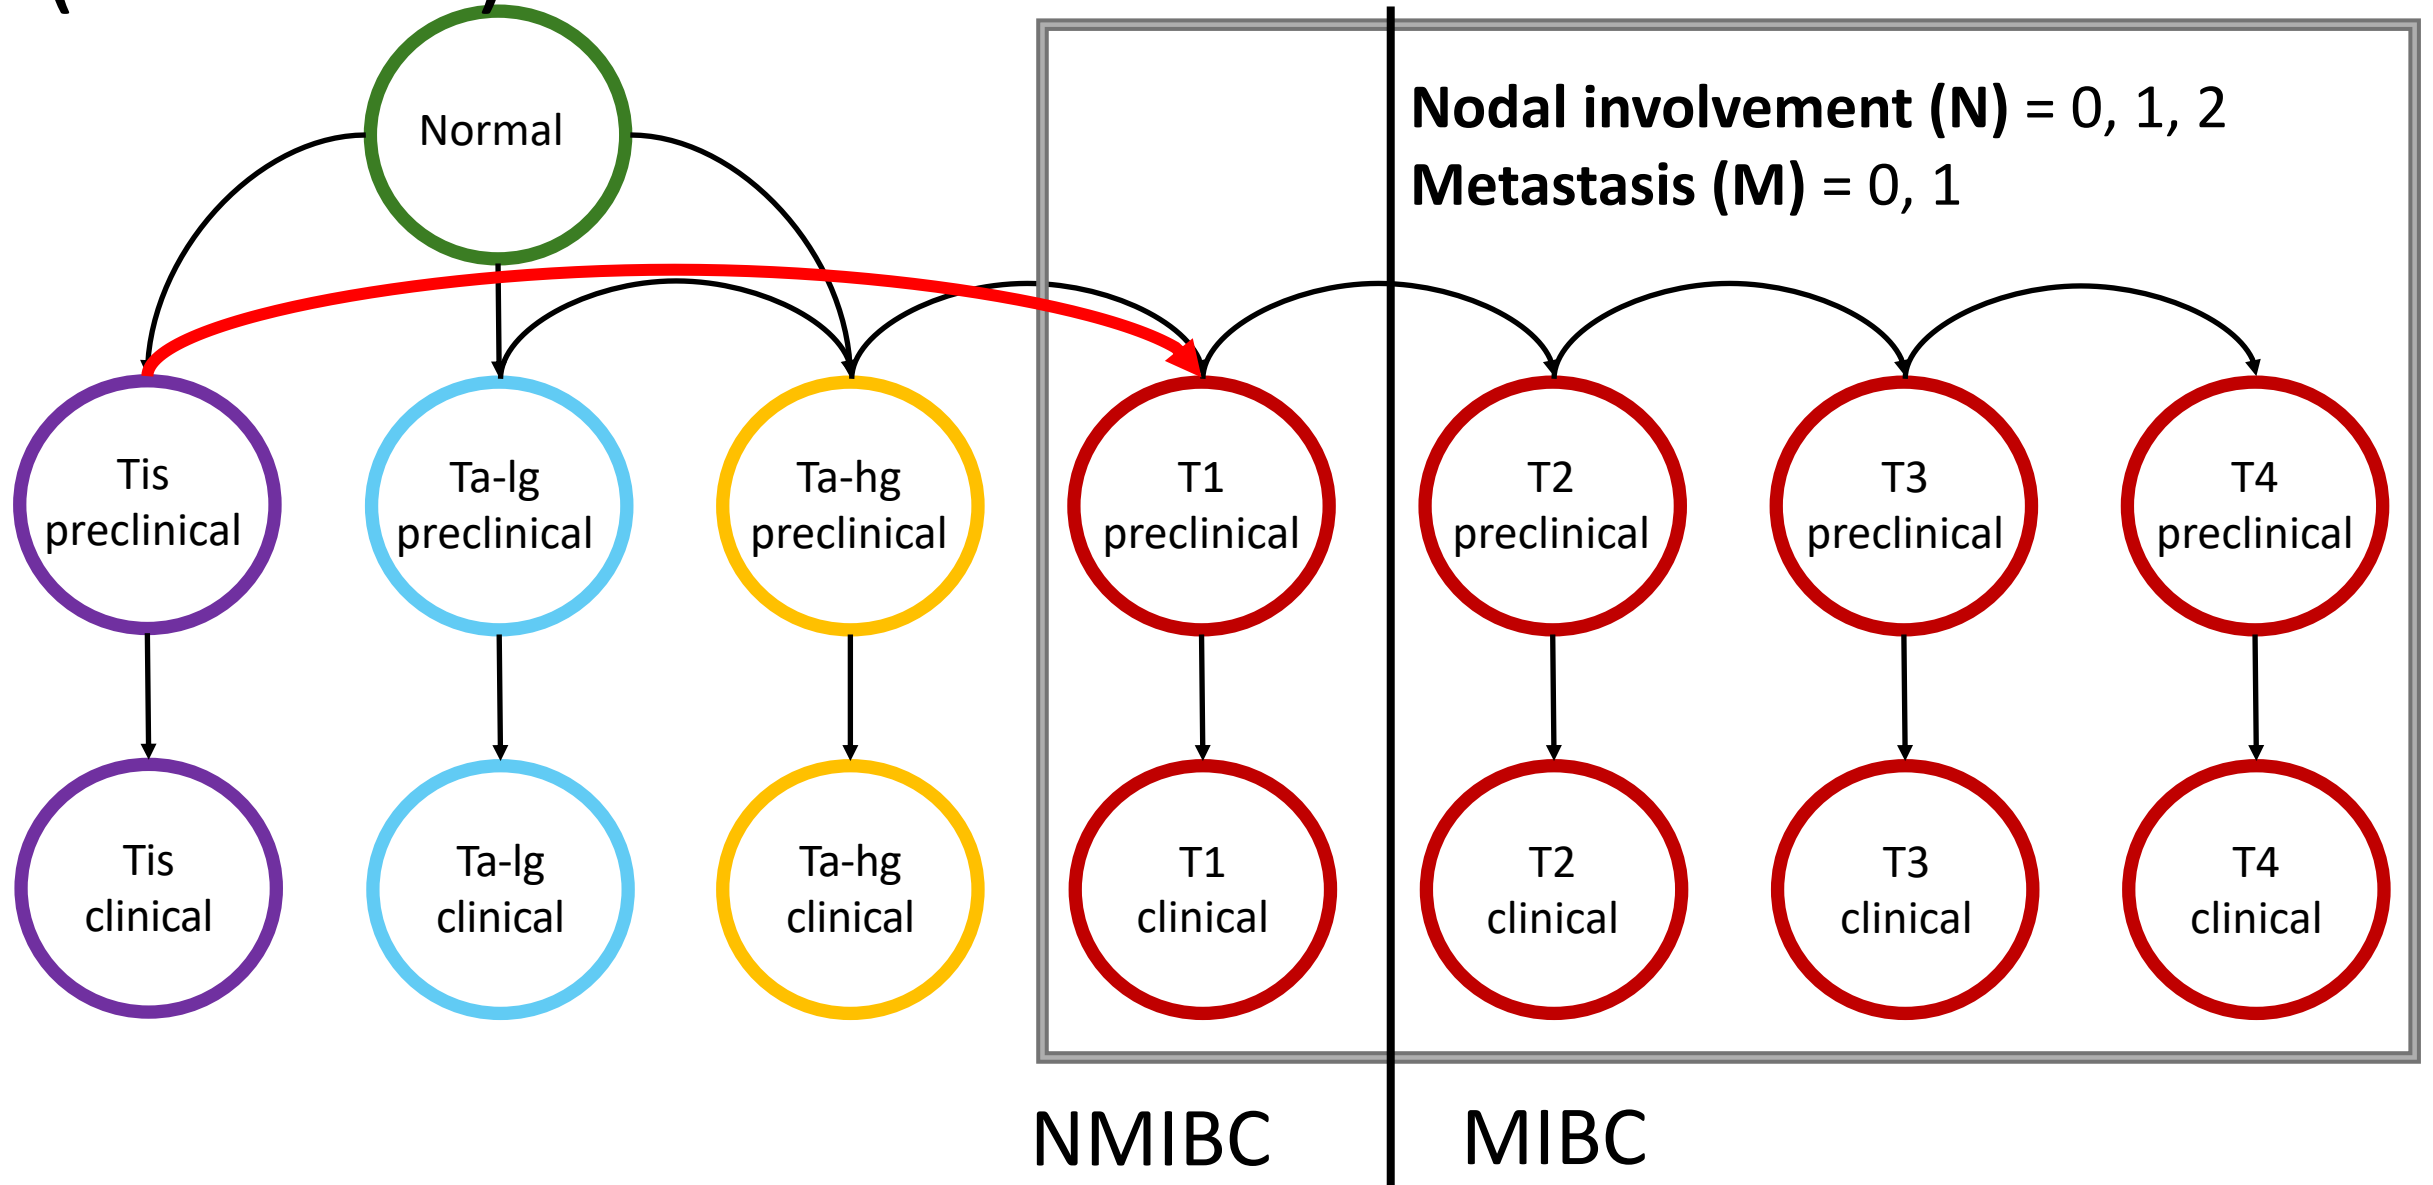 Normal
Nodal involvement (N) = 0, 1, 2
Metastasis (M) = 0, 1
Tis
preclinical
Ta-lg
preclinical
Ta-hg
preclinical
T1
preclinical
T2
preclinical
T3
preclinical
T4
preclinical
Tis
clinical
Ta-lg
clinical
Ta-hg
clinical
T1
clinical
T2
clinical
T3
clinical
T4
clinical
NMIBC
MIBC